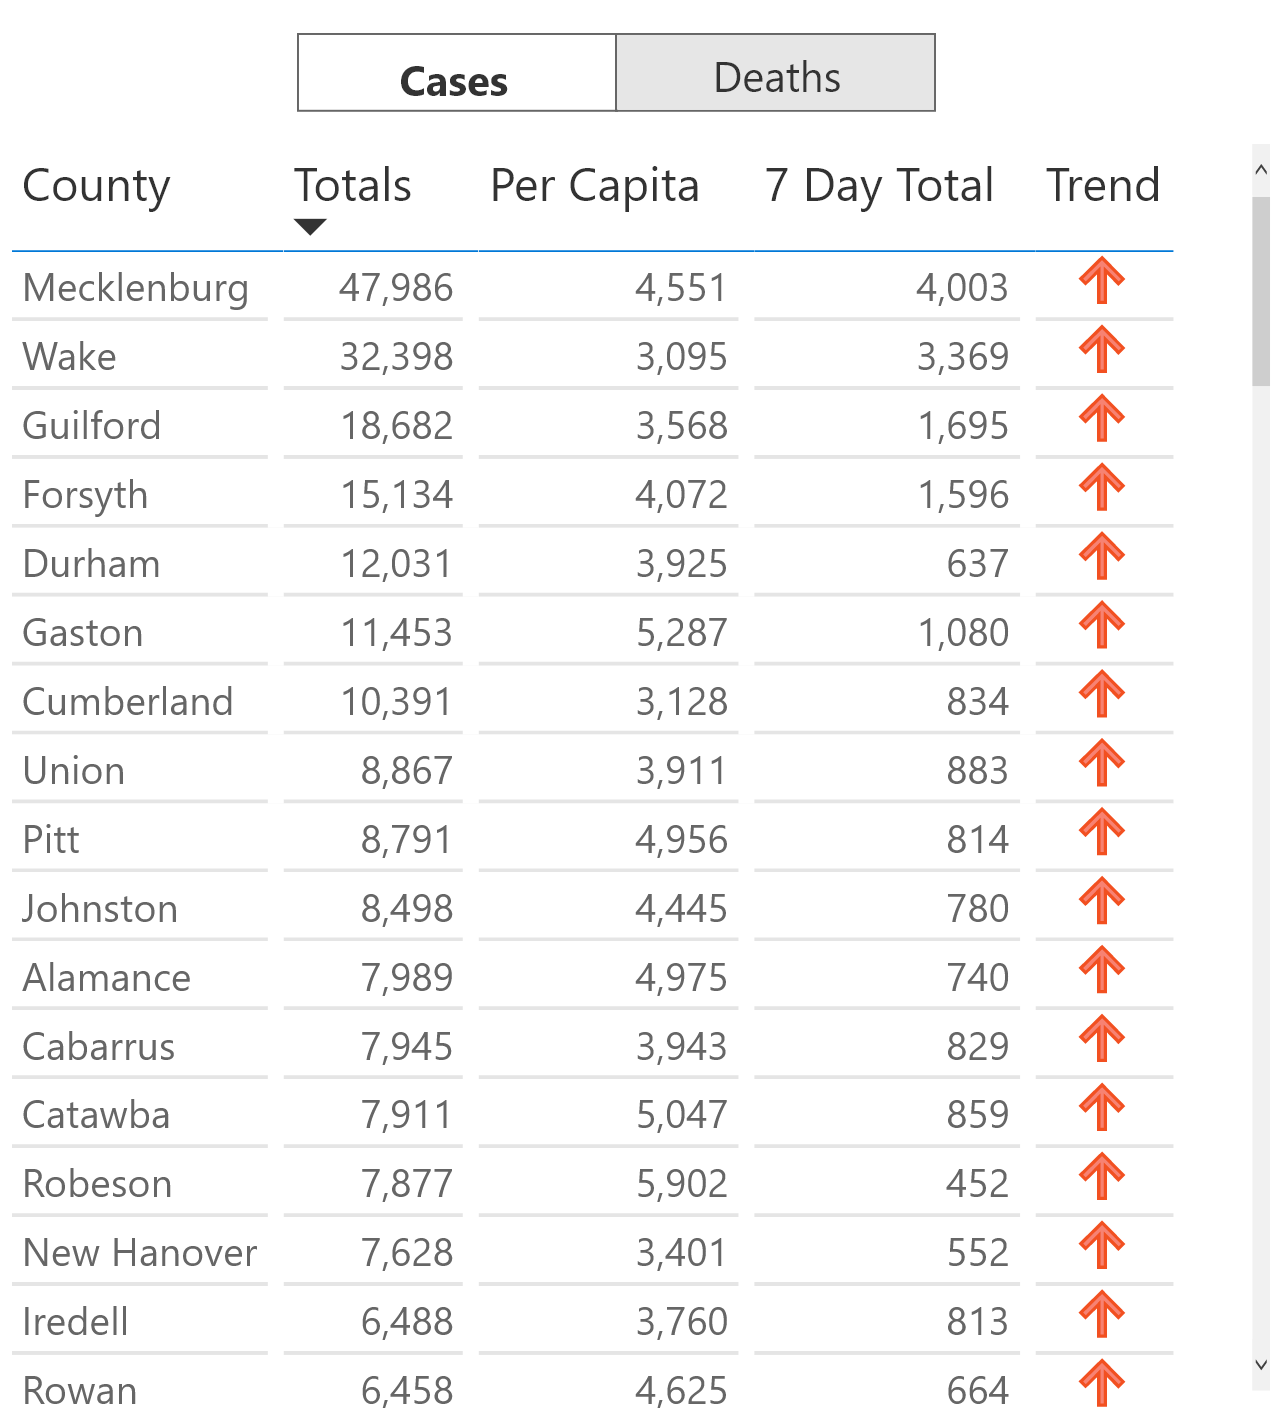 Cases Deaths
County Totals Per Capita 7 Day Total Trend
Mecklenburg 47,986 4,551 4,003
Wake 32,398 3,095 3,369
Guilford 18,682 3,568 1,695
Forsyth 15,134 4,072 1,596
Durham 12,031 3,925 637
Gaston 11,453 5,287 1,080
Cumberland 10,391 3,128 834
Union 8,867 3,911 883
Pitt 8,791 4,956 814
Johnston 8,498 4,445 780
Alamance 7,989 4,975 740
Cabarrus 7,945 3,943 829
Catawba 7,911 5,047 859
Robeson 7,877 5,902 452
New Hanover 7,628 3,401 552
Iredell 6,488 3,760 813
Rowan 6,458 4,625 664